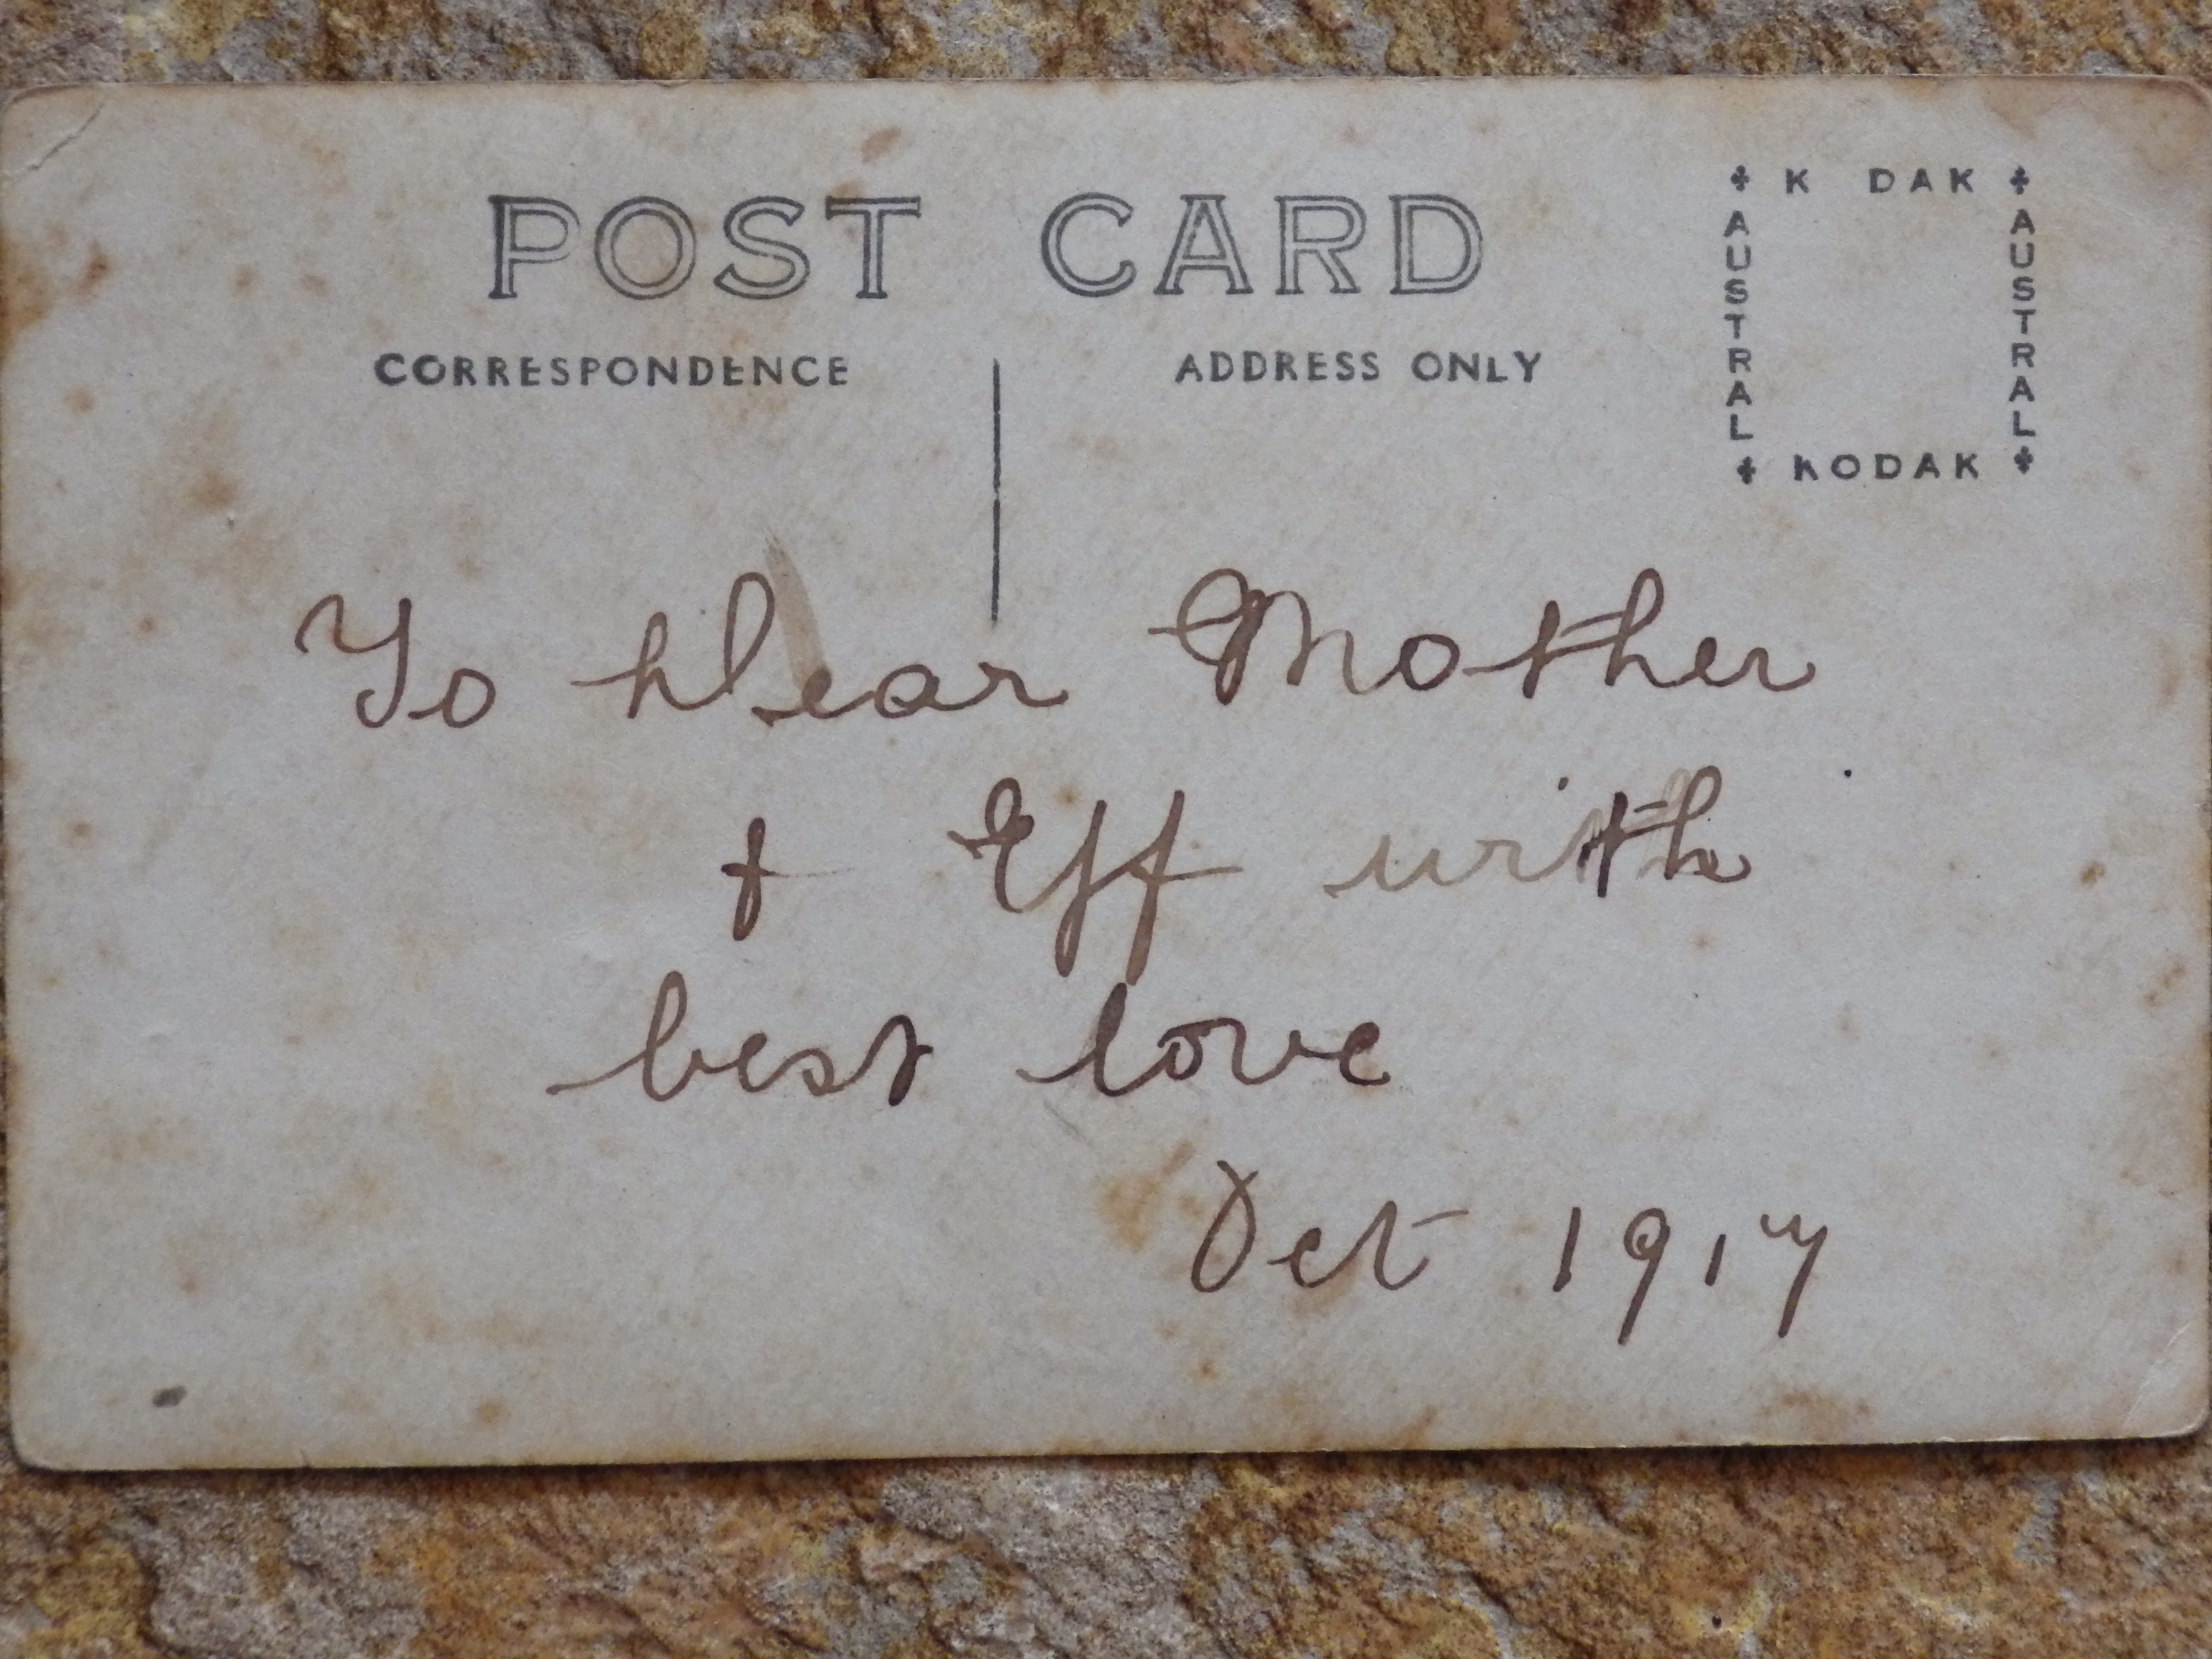 POST CARD
CORRESPONDENCE
ADDRESS ONLY
K DAK
AUSTRAL
AUSTRAL
KODAK
To Dear Mother
+ Eff with
best love
Oct 1917